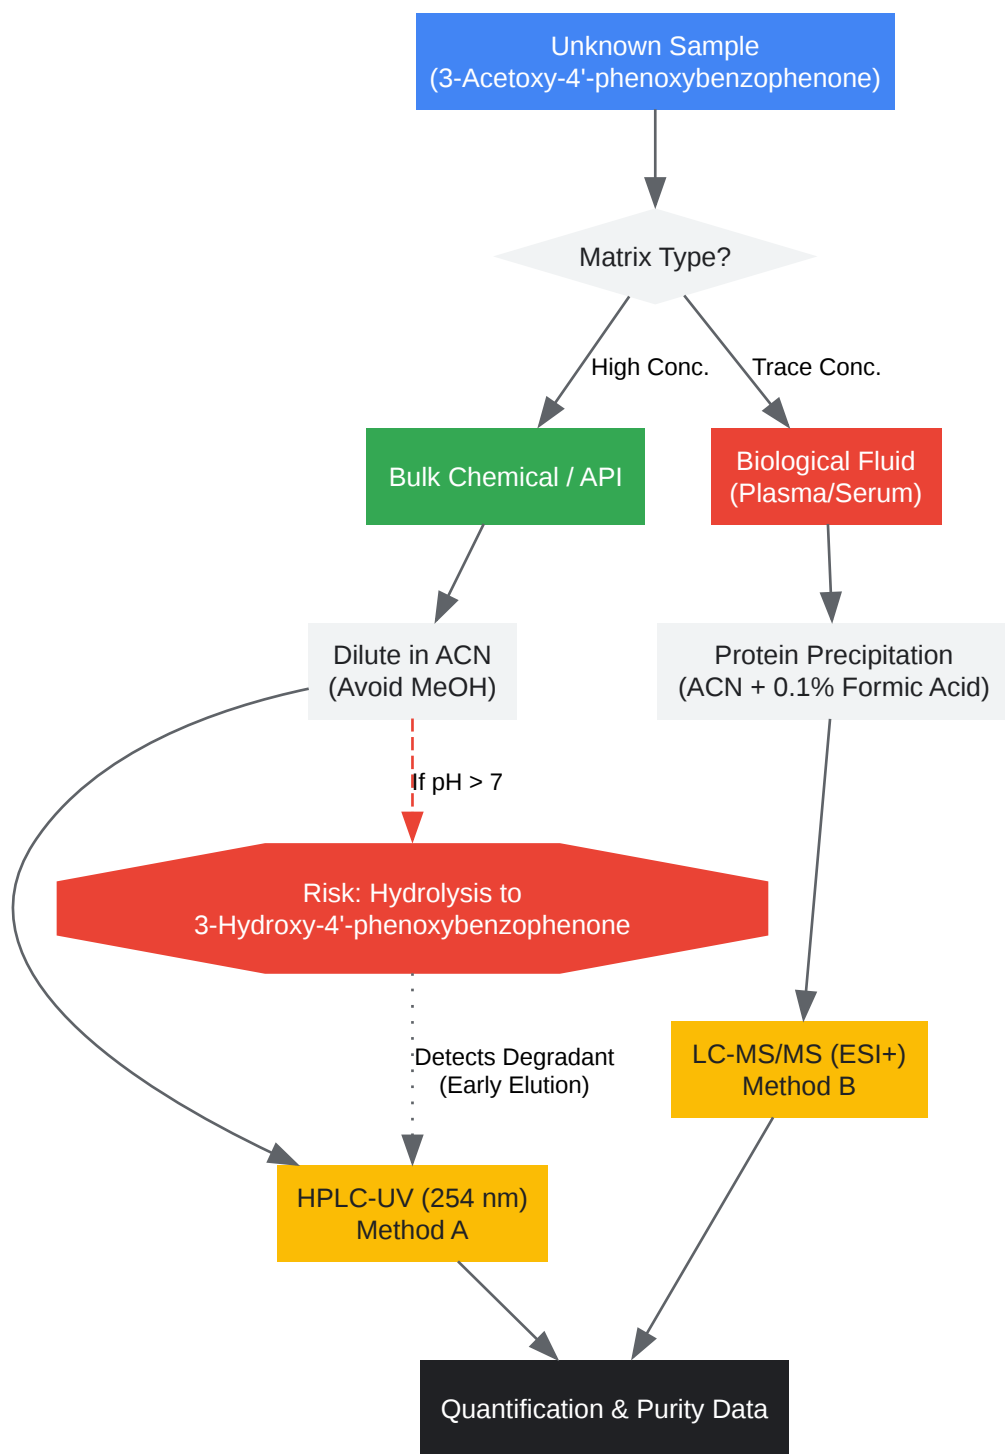 Unknown Sample
(3-Acetoxy-4'-phenoxybenzophenone)
Matrix Type?
High Conc.
Trace Conc.
Bulk Chemical / API
Biological Fluid
(Plasma/Serum)
Dilute in ACN
(Avoid MeOH)
Protein Precipitation
(ACN + 0.1% Formic Acid)
If pH > 7
Risk: Hydrolysis to
3-Hydroxy-4'-phenoxybenzophenone
Detects Degradant
(Early Elution)
LC-MS/MS (ESI+)
Method B
HPLC-UV (254 nm)
Method A
Quantification & Purity Data